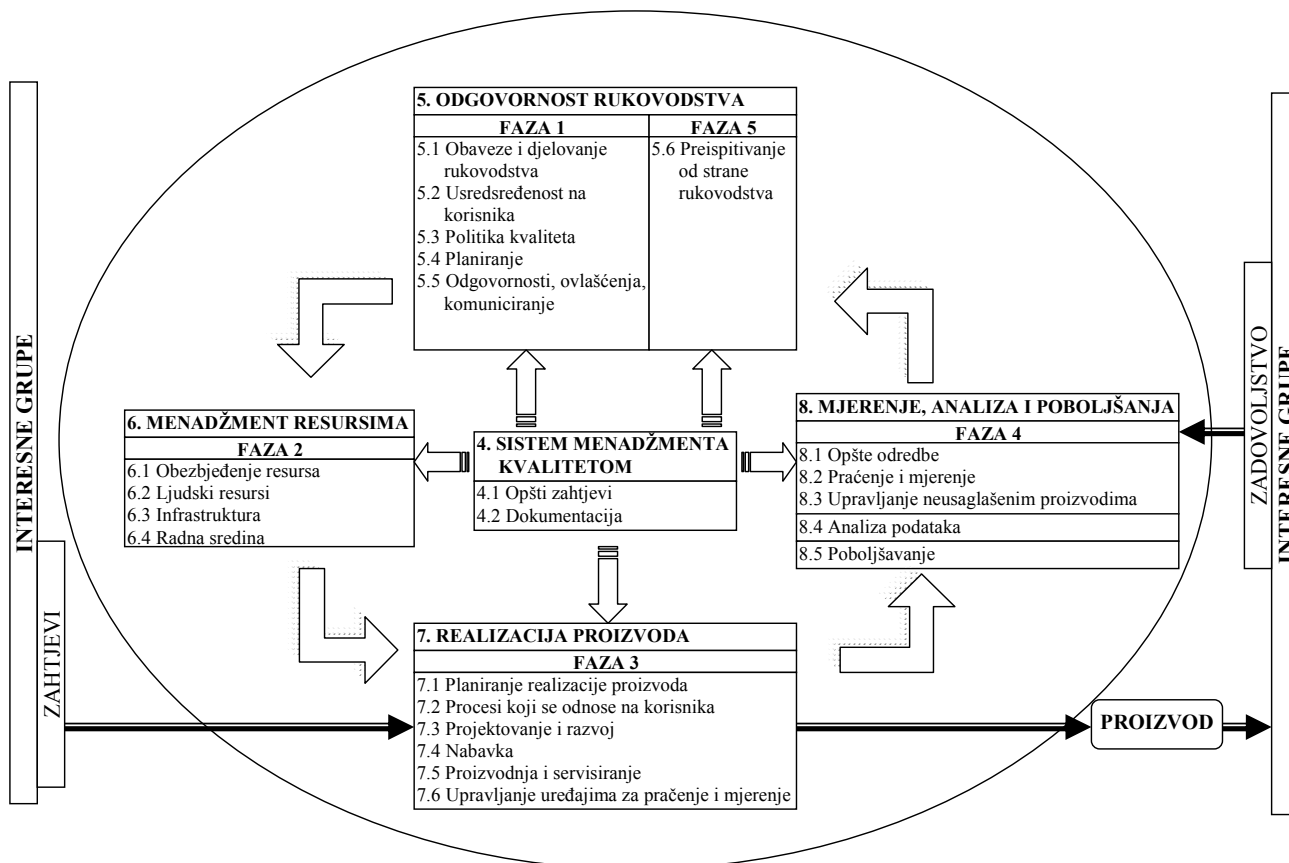 5. ODGOVORNOST RUKOVODSTVA
FAZA 1
5.1 Obaveze i djelovanje
rukovodstva
5.2 Usredsređenost na
korisnika
5.3 Politika kvaliteta
5.4 Planiranje
5.5 Odgovornosti, ovlašćenja,
komuniciranje
FAZA 5
5.6 Preispitivanje
od strane
rukovodstva
INTERESNE GRUPE
ZAHTJEVI
6. MENADŽMENT RESURSIMA
FAZA 2
6.1 Obezbjeđenje resursa
6.2 Ljudski resursi
6.3 Infrastruktura
6.4 Radna sredina
4. SISTEM MENADŽMENTA
KVALITETOM
4.1 Opšti zahtjevi
4.2 Dokumentacija
8. MJERENJE, ANALIZA I POBOLJŠANJA
FAZA 4
8.1 Opšte odredbe
8.2 Praćenje i mjerenje
8.3 Upravljanje neusaglašenim proizvodima
8.4 Analiza podataka
8.5 Poboljšavanje
ZADOVOLJSTVO
INTERESNE GRUPE
7. REALIZACIJA PROIZVODA
FAZA 3
7.1 Planiranje realizacije proizvoda
7.2 Procesi koji se odnose na korisnika
7.3 Projektovanje i razvoj
7.4 Nabavka
7.5 Proizvodnja i servisiranje
7.6 Upravljanje uređajima za pračenje i mjerenje
PROIZVOD